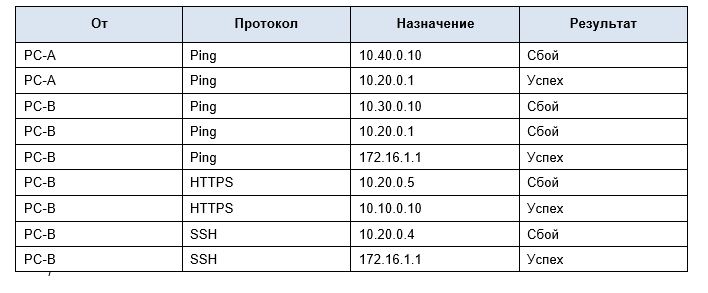 От Протокол Назначение Результат
PC-A Ping 10.40.0.10 Сбой
PC-A Ping 10.20.0.1 Успех
PC-B Ping 10.30.0.10 Сбой
PC-B Ping 10.20.0.1 Сбой
PC-B Ping 172.16.1.1 Успех
PC-B HTTPS 10.20.0.5 Сбой
PC-B HTTPS 10.10.0.10 Успех
PC-B SSH 10.20.0.4 Сбой
PC-B SSH 172.16.1.1 Успех